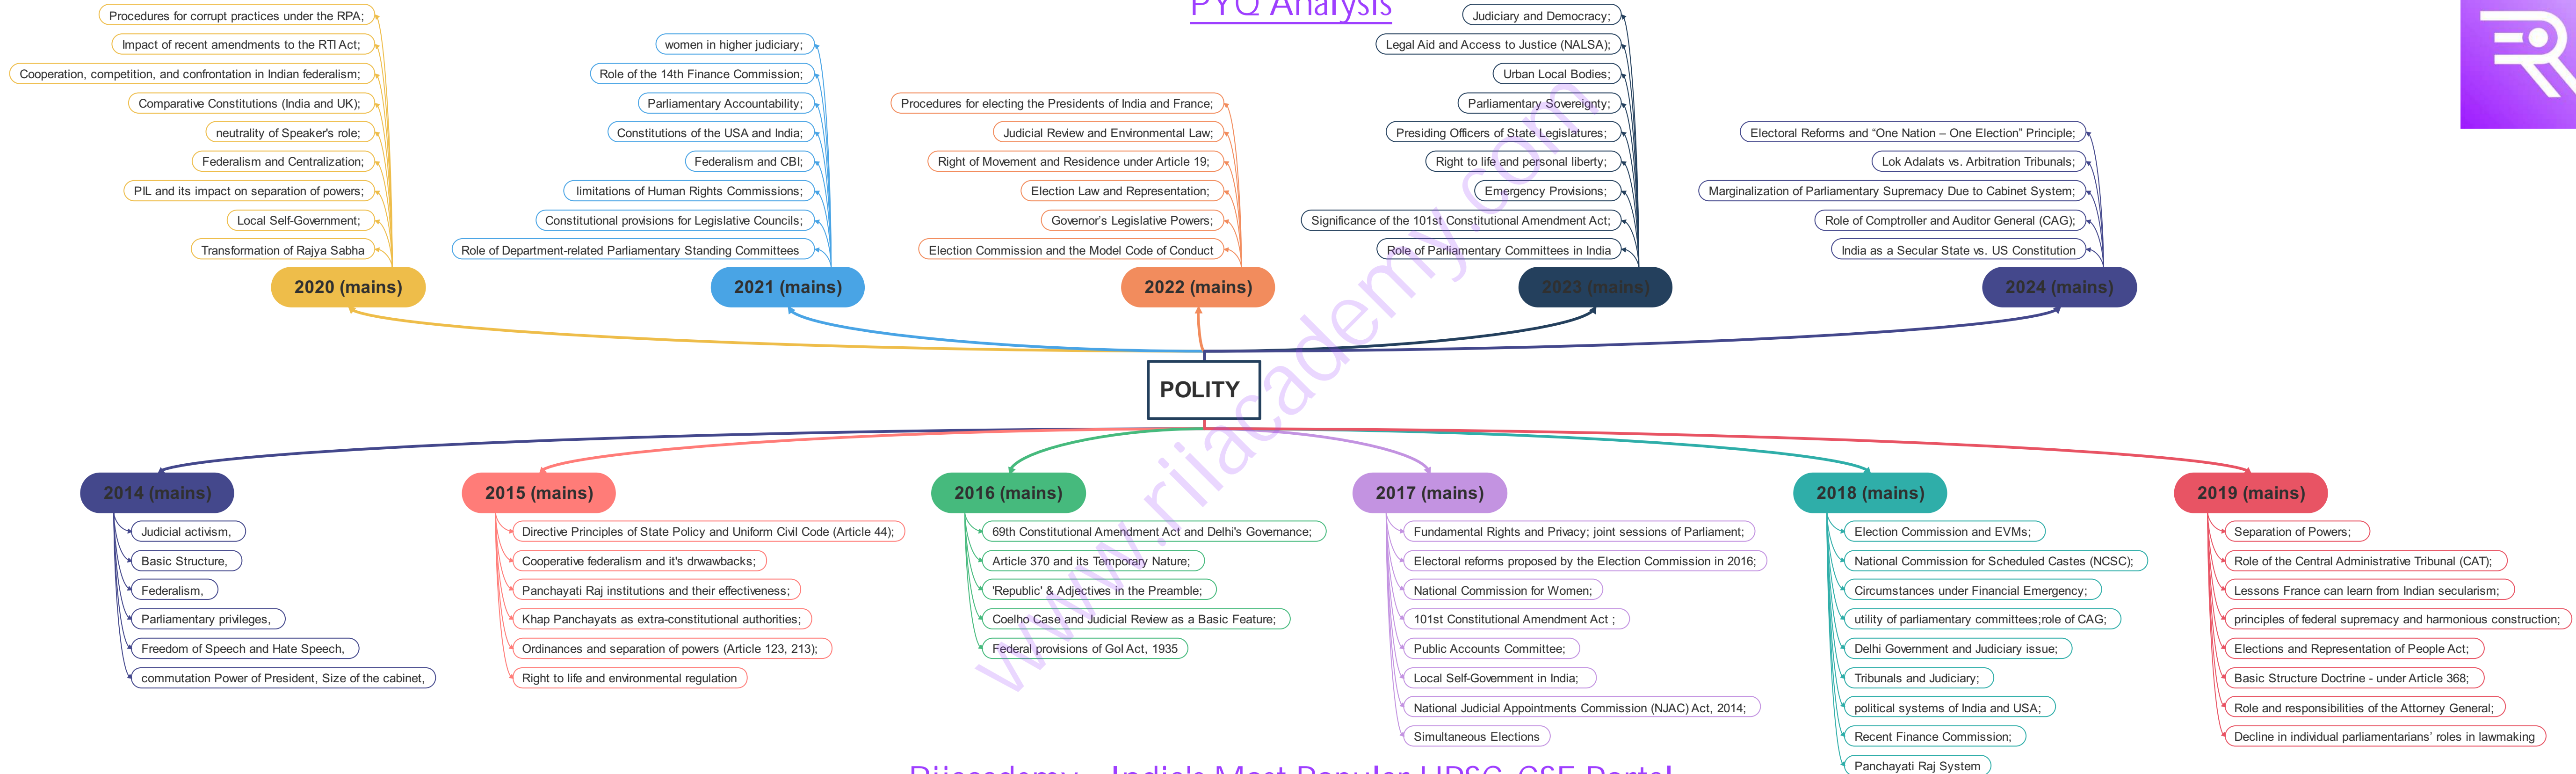 PYQ Analysis
Procedures for corrupt practices under the RPA;
Impact of recent amendments to the RTI Act;
Cooperation, competition, and confrontation in Indian federalism;
Comparative Constitutions (India and UK);
neutrality of Speaker's role;
Federalism and Centralization;
PIL and its impact on separation of powers;
Local Self-Government;
Transformation of Rajya Sabha
2020 (mains)
women in higher judiciary;
Role of the 14th Finance Commission;
Parliamentary Accountability;
Constitutions of the USA and India;
Federalism and CBI;
limitations of Human Rights Commissions;
Constitutional provisions for Legislative Councils;
Role of Department-related Parliamentary Standing Committees
2021 (mains)
Procedures for electing the Presidents of India and France;
Judicial Review and Environmental Law;
Right of Movement and Residence under Article 19;
Election Law and Representation;
Governor's Legislative Powers;
Election Commission and the Model Code of Conduct
2022 (mains)
Judiciary and Democracy;
Legal Aid and Access to Justice (NALSA);
Urban Local Bodies;
Parliamentary Sovereignty;
Presiding Officers of State Legislatures;
Right to life and personal liberty;
Emergency Provisions;
Significance of the 101st Constitutional Amendment Act;
Role of Parliamentary Committees in India
2023 (mains)
Electoral Reforms and “One Nation – One Election” Principle;
Lok Adalats vs. Arbitration Tribunals;
Marginalization of Parliamentary Supremacy Due to Cabinet System;
Role of Comptroller and Auditor General (CAG);
India as a Secular State vs. US Constitution
2024 (mains)
POLITY
2014 (mains)
Judicial activism,
Basic Structure,
Federalism,
Parliamentary privileges,
Freedom of Speech and Hate Speech,
commutation Power of President, Size of the cabinet,
2015 (mains)
Directive Principles of State Policy and Uniform Civil Code (Article 44);
Cooperative federalism and it's drwawbacks;
Panchayati Raj institutions and their effectiveness;
Khap Panchayats as extra-constitutional authorities;
Ordinances and separation of powers (Article 123, 213);
Right to life and environmental regulation
2016 (mains)
69th Constitutional Amendment Act and Delhi's Governance;
Article 370 and its Temporary Nature;
'Republic' & Adjectives in the Preamble;
Coelho Case and Judicial Review as a Basic Feature;
Federal provisions of GoI Act, 1935
2017 (mains)
Fundamental Rights and Privacy; joint sessions of Parliament;
Electoral reforms proposed by the Election Commission in 2016;
National Commission for Women;
101st Constitutional Amendment Act ;
Public Accounts Committee;
Local Self-Government in India;
National Judicial Appointments Commission (NJAC) Act, 2014;
Simultaneous Elections
2018 (mains)
Election Commission and EVMs;
National Commission for Scheduled Castes (NCSC);
Circumstances under Financial Emergency;
utility of parliamentary committees;role of CAG;
Delhi Government and Judiciary issue;
Tribunals and Judiciary;
political systems of India and USA;
Recent Finance Commission;
Panchayati Raj System
2019 (mains)
Separation of Powers;
Role of the Central Administrative Tribunal (CAT);
Lessons France can learn from Indian secularism;
principles of federal supremacy and harmonious construction;
Elections and Representation of People Act;
Basic Structure Doctrine - under Article 368;
Role and responsibilities of the Attorney General;
Decline in individual parliamentarians’ roles in lawmaking
www.riiacademy.com
Riiacademy - India's Most Popular UPSC-CSE Portal